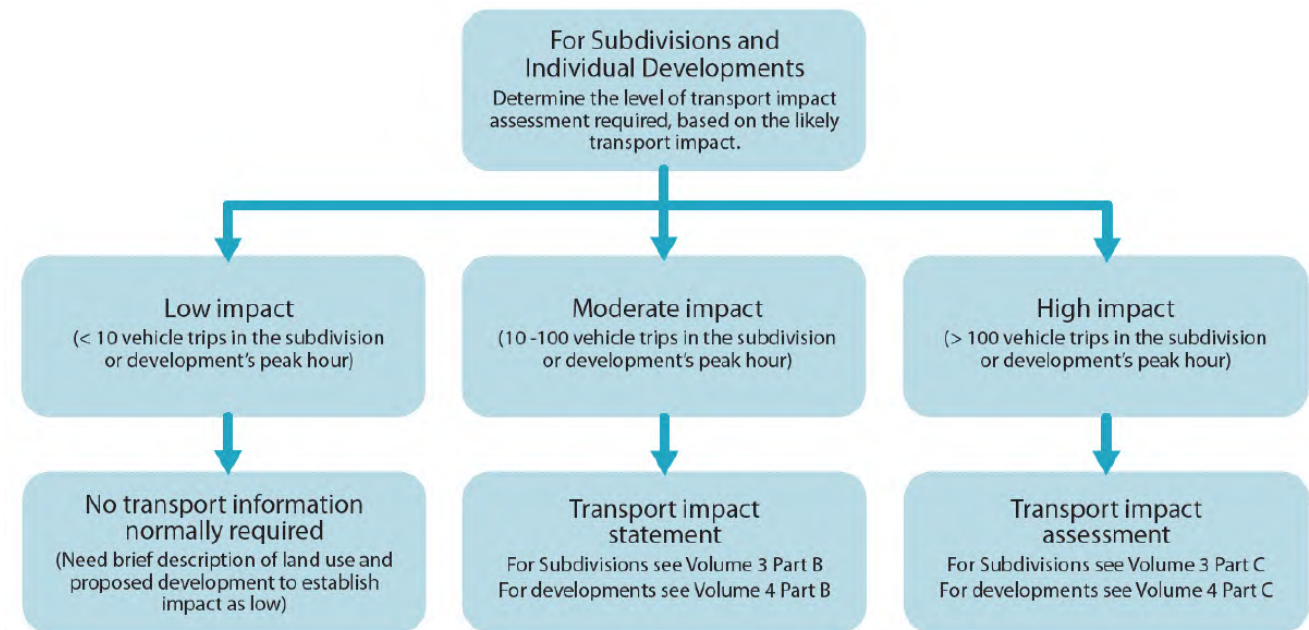 For Subdivisions and
Individual Developments
Determine the level of transport impact
assessment required, based on the likely
transport impact.
Low impact
(< 10 vehicle trips in the subdivision
or development's peak hour)
Moderate impact
(10 -100 vehicle trips in the subdivision
or development's peak hour)
High impact
(> 100 vehicle trips in the subdivision
or development's peak hour)
No transport information
normally required
(Need brief description of land use and
proposed development to establish
impact as low)
Transport impact
statement
For Subdivisions see Volume 3 Part B
For developments see Volume 4 Part B
Transport impact
assessment
For Subdivisions see Volume 3 Part C
For developments see Volume 4 Part C